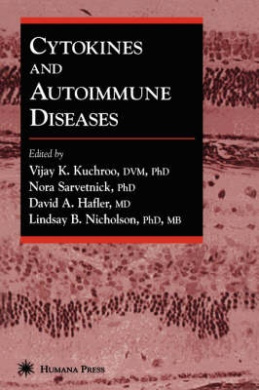 CYTOKINES
AND
AUTOIMMUNE
DISEASES
Edited by
Vijay K. Kuchroo, DVM, PhD
Nora Sarvetnick, PhD
David A. Hafler, MD
Lindsay B. Nicholson, PhD, MB
HUMANA PRESS